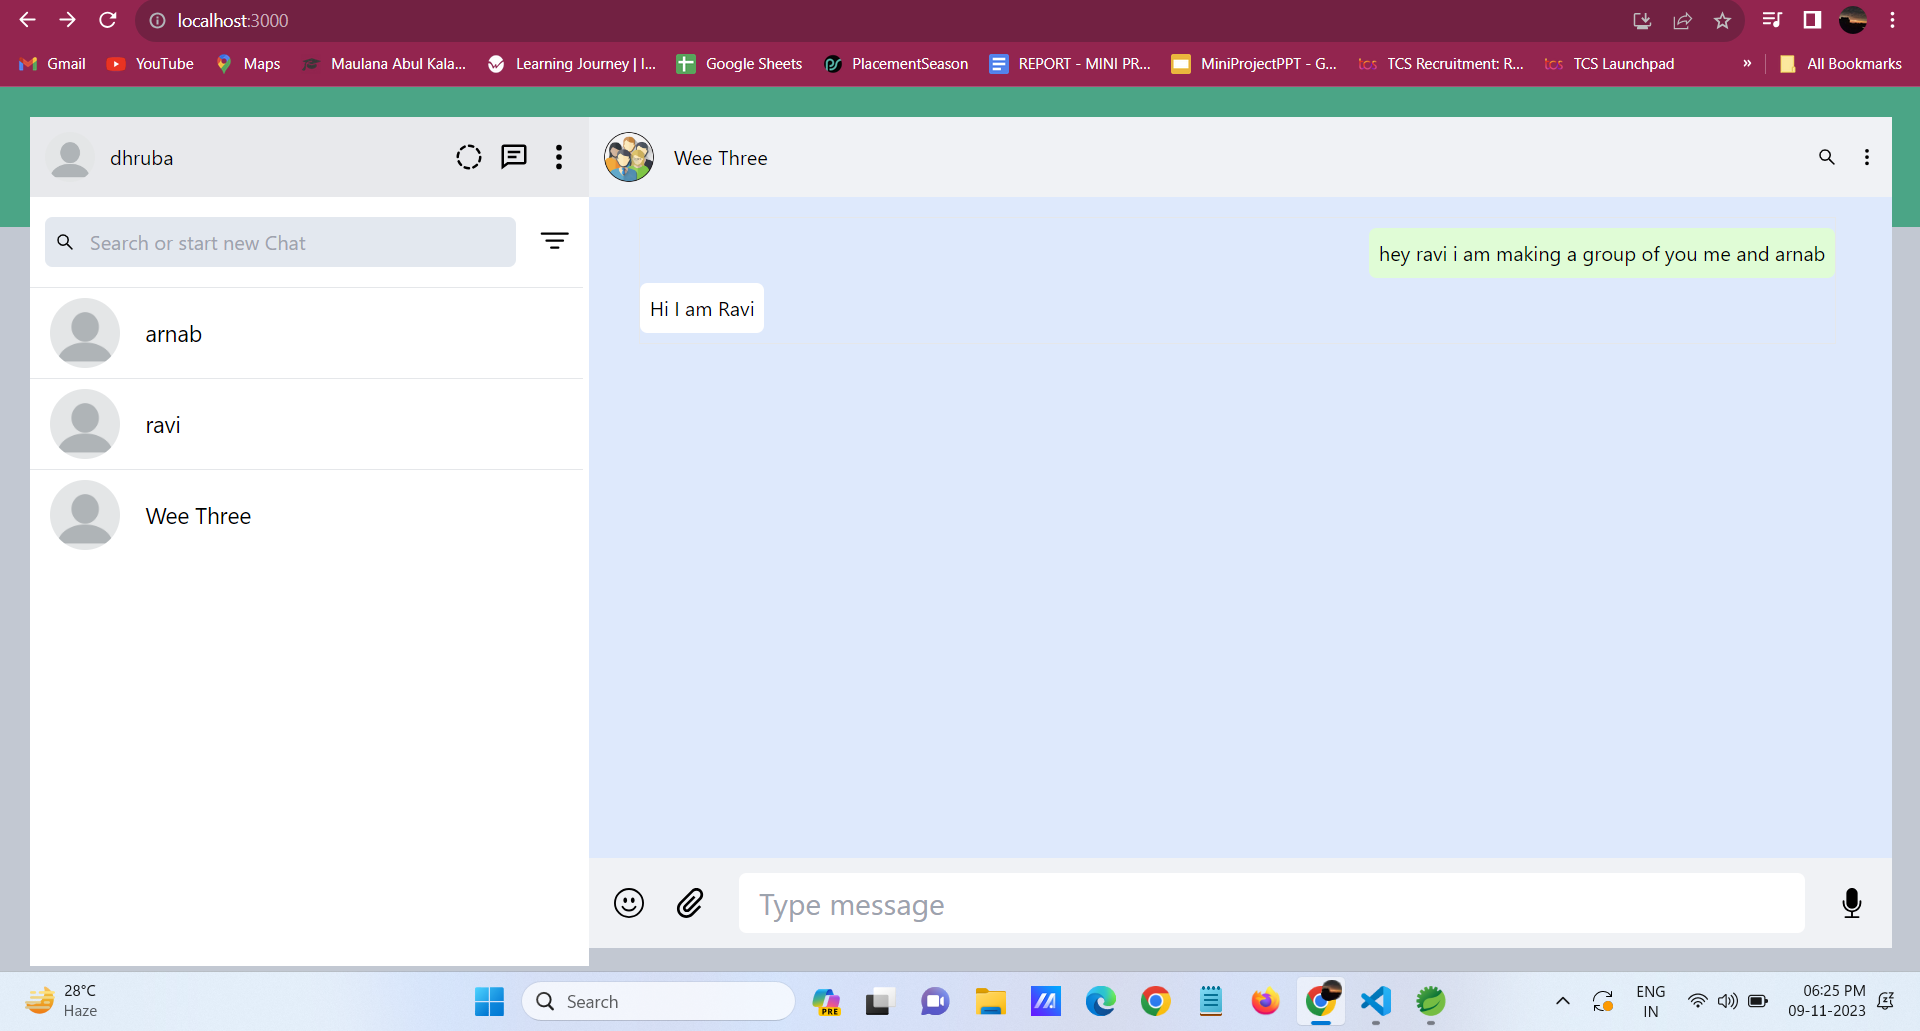 localhost:3000
Gmail YouTube Maps Maulana Abul Kala... Learning Journey | I... Google Sheets PlacementSeason REPORT - MINI PR... MiniProjectPPT - G... tcs TCS Recruitment: R... tcs TCS Launchpad » All Bookmarks
dhruba
Wee Three
Search or start new Chat
hey ravi i am making a group of you me and arnab
Hi I am Ravi
arnab
ravi
Wee Three
Type message
28°C
Haze
Search
PRE
ENG
IN
06:25 PM
09-11-2023